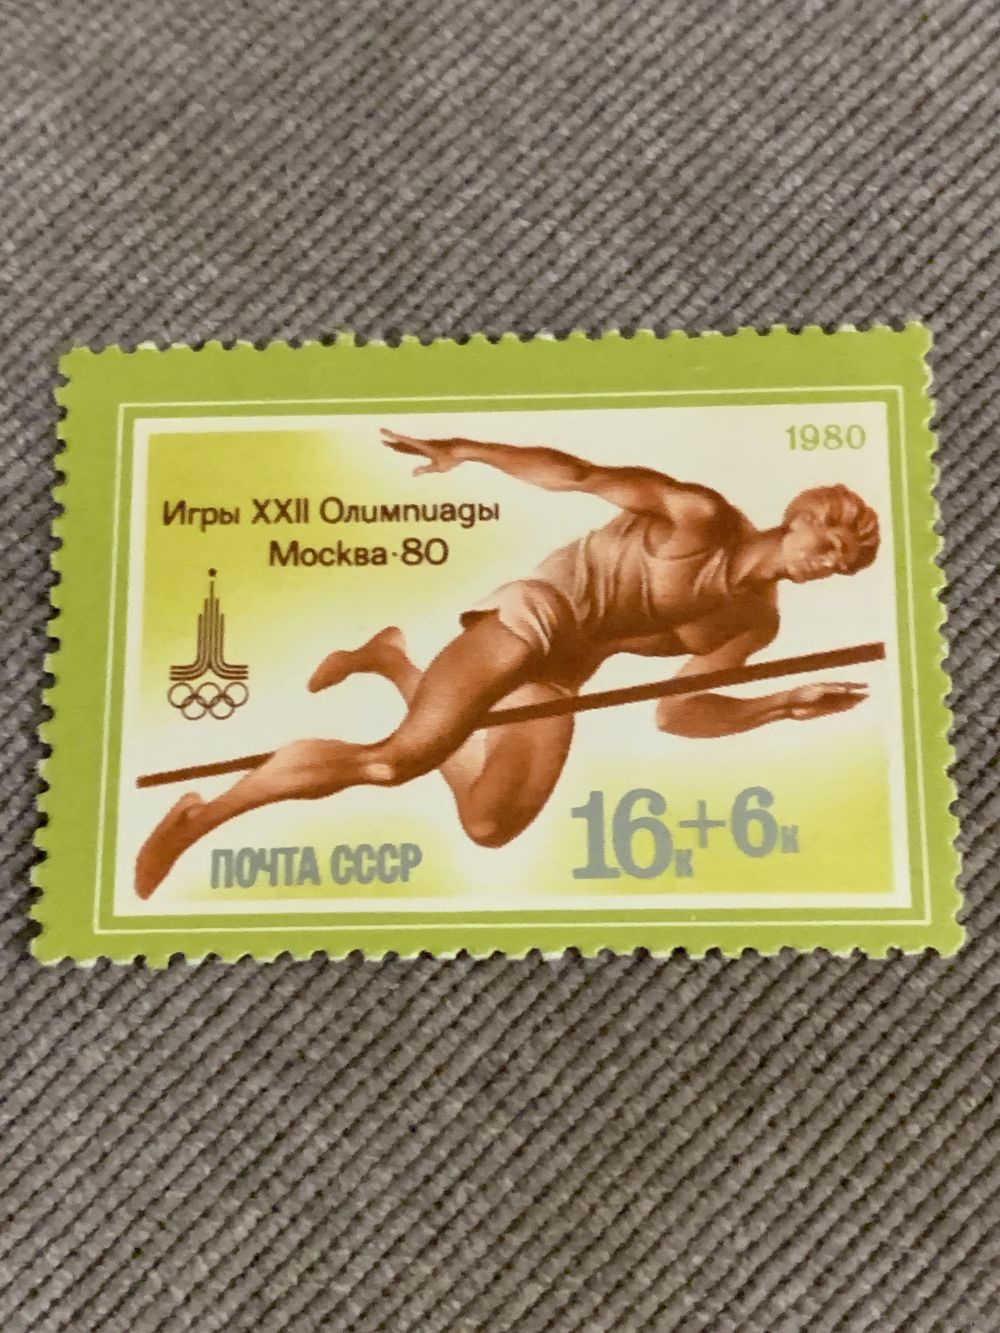 1980
Игры XXII Олимпиады
Москва·80
ПОЧТА СССР
16к+6к